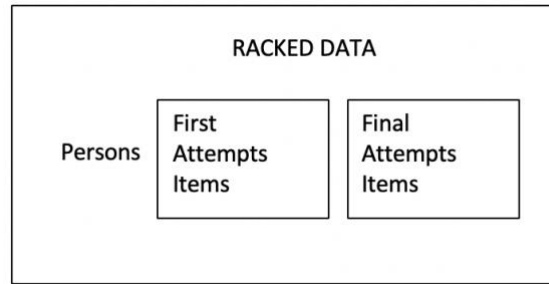 RACKED DATA
Persons
First
Attempts
Items
Final
Attempts
Items